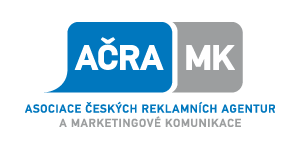 AČRA MK
ASOCIACE ČESKÝCH REKLAMNÍCH AGENTUR
A MARKETINGOVÉ KOMUNIKACE